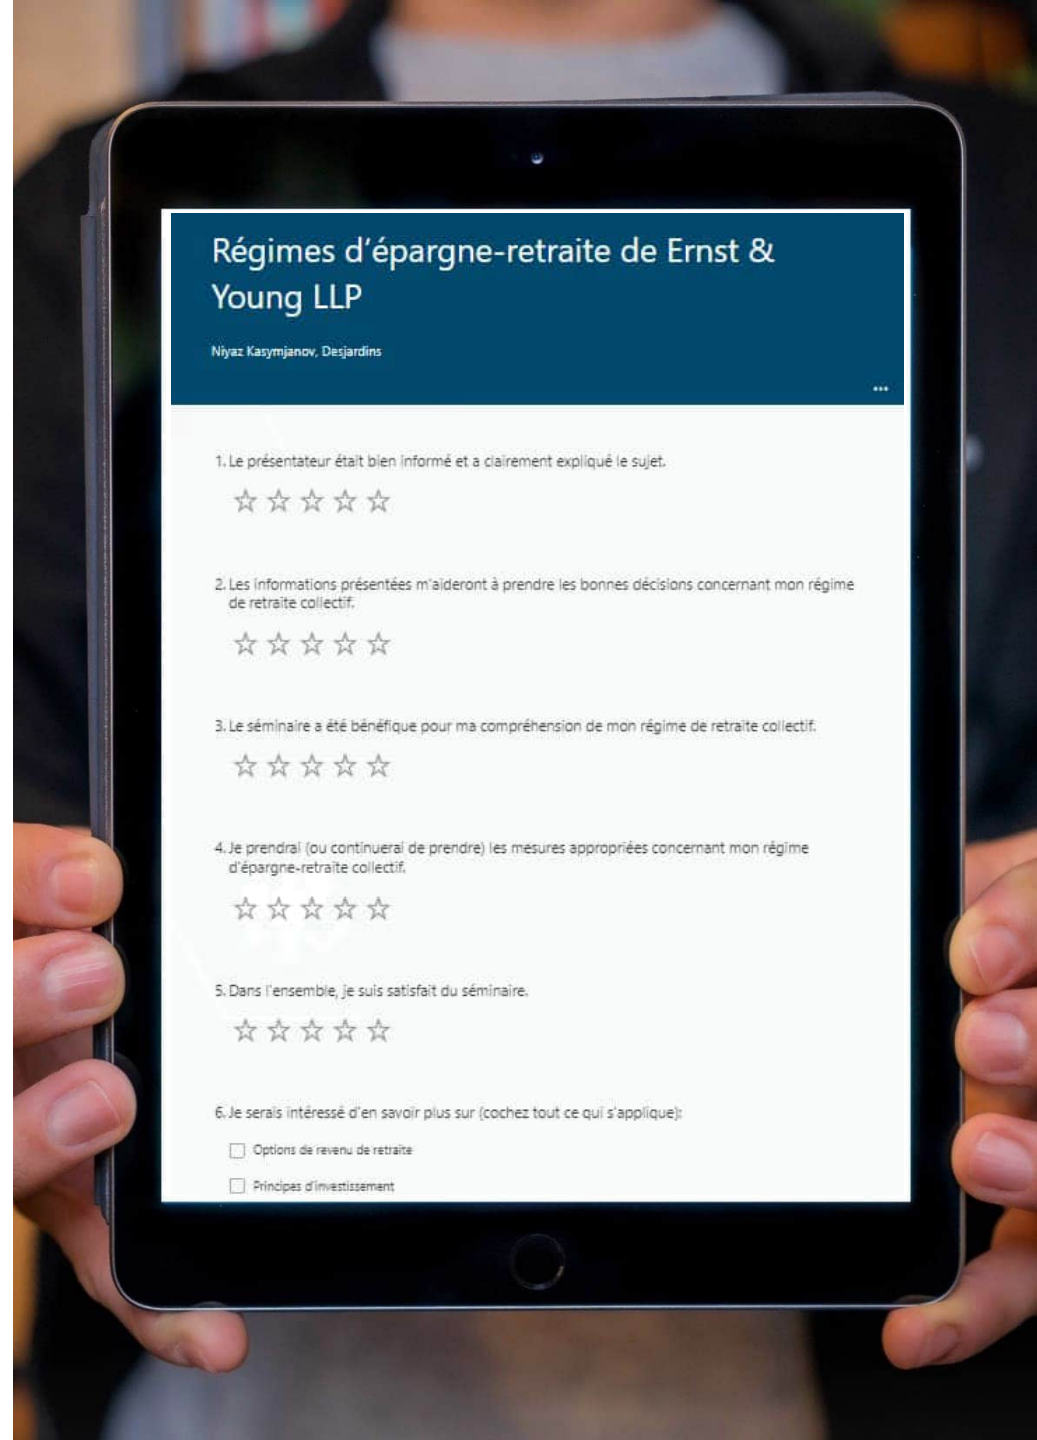 Régimes d'épargne-retraite de Ernst &
Young LLP
Niyaz Kasymjanov, Desjardins
1. Le présentateur était bien informé et a clairement expliqué le sujet.
2. Les informations présentées m'aideront à prendre les bonnes décisions concernant mon régime
de retraite collectif.
3. Le séminaire a été bénéfique pour ma compréhension de mon régime de retraite collectif.
4. Je prendrai (ou continuerai de prendre) les mesures appropriées concernant mon régime
d'épargne-retraite collectif.
5. Dans l'ensemble, je suis satisfait du séminaire.
6. Je serais intéressé d'en savoir plus sur (cochez tout ce qui s'applique):
Options de revenu de retraite
Principes d'investissement